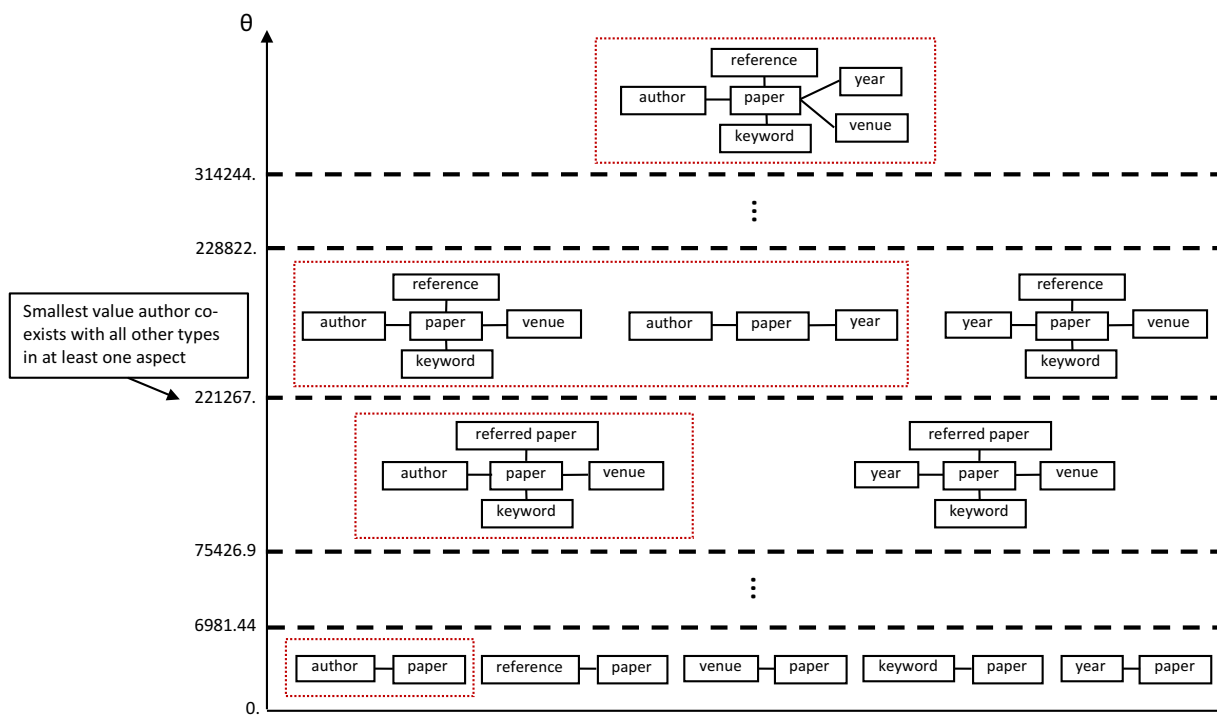 θ
reference
year
author
paper
venue
keyword
314244.
⋮
228822.
reference
author
paper
venue
author
paper
year
reference
year
paper
venue
keyword
keyword
Smallest value author co-
exists with all other types
in at least one aspect
221267.
referred paper
author
paper
venue
keyword
referred paper
year
paper
venue
keyword
75426.9
⋮
6981.44
author
paper
reference
paper
venue
paper
keyword
paper
year
paper
0.